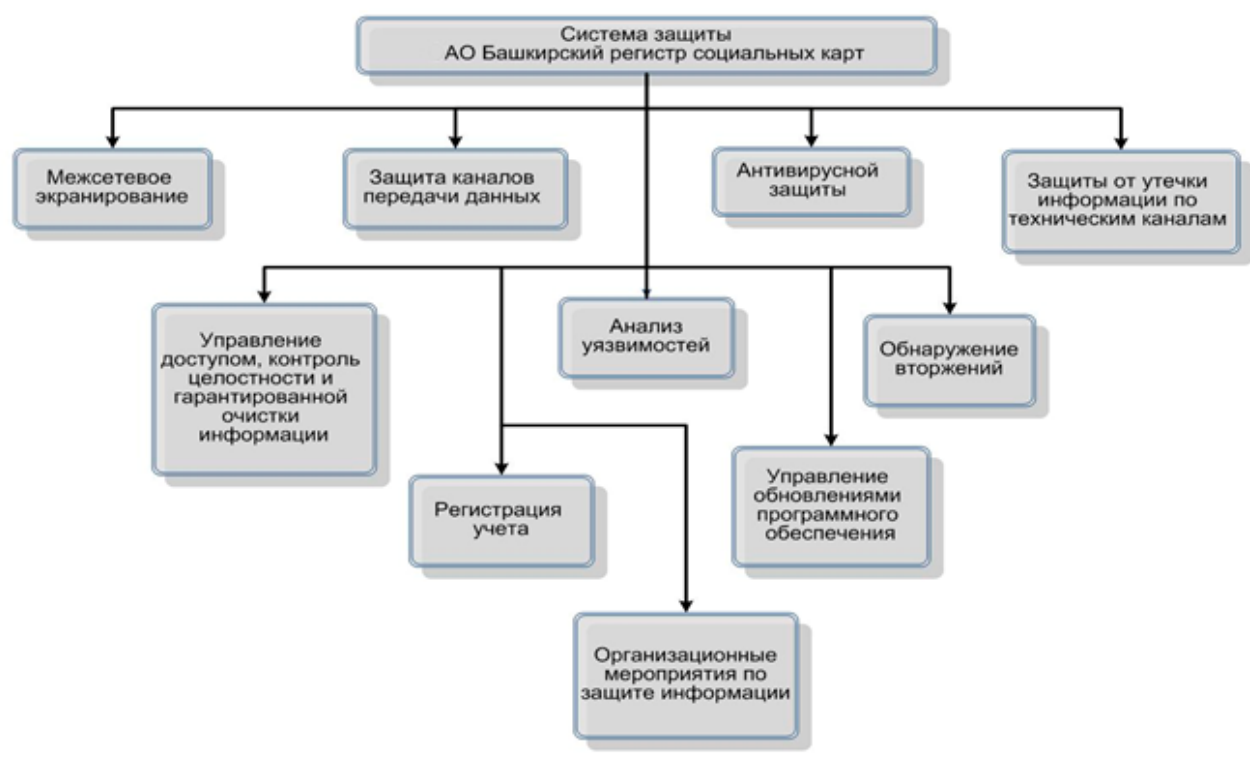 Система защиты
АО Башкирский регистр социальных карт
Межсетевое
экранирование
Защита каналов
передачи данных
Антивирусной
защиты
Защиты от утечки
информации по
техническим каналам
Управление
доступом, контроль
целостности и
гарантированной
очистки
информации
Анализ
уязвимостей
Обнаружение
вторжений
Регистрация
учета
Управление
обновлениями
программного
обеспечения
Организационные
мероприятия по
защите информации